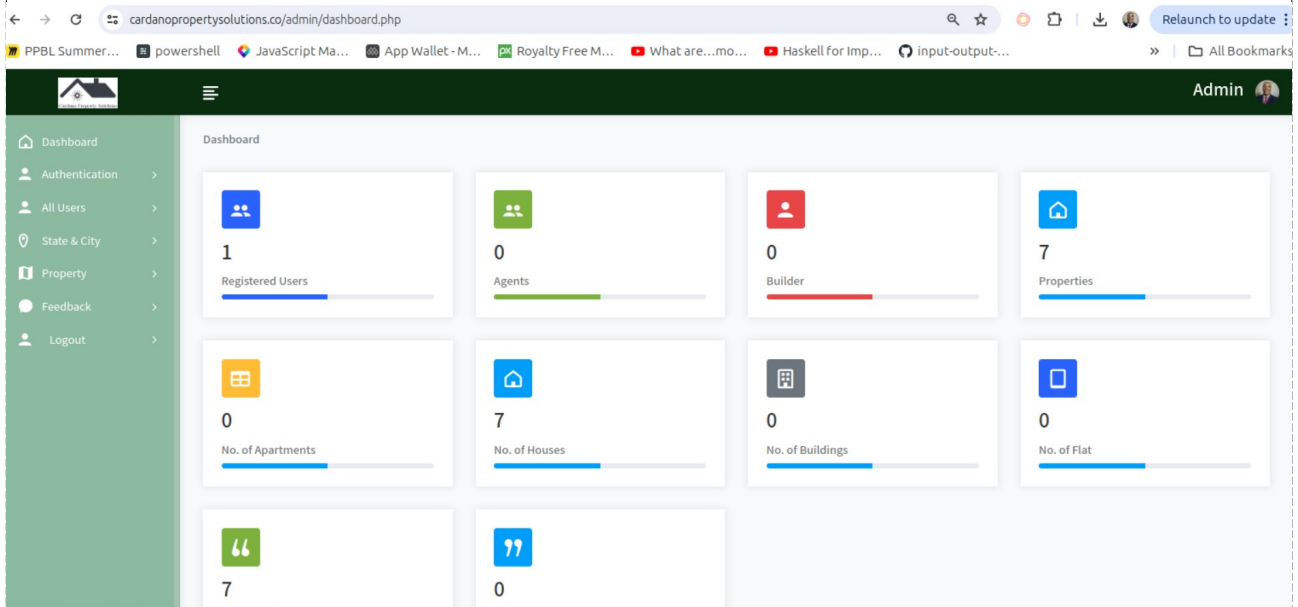 cardanopropertysolutions.co/admin/dashboard.php
Relaunch to update
PPBL Summer...
powershell
JavaScript Ma...
App Wallet - M...
Royalty Free M...
What are...mo...
Haskell for Imp...
input-output-...
»
All Bookmarks
Cardano Property Solutions
Admin
Dashboard
Authentication
All Users
State & City
Property
Feedback
Logout
Dashboard
1
Registered Users
0
Agents
0
Builder
7
Properties
0
No. of Apartments
7
No. of Houses
0
No. of Buildings
0
No. of Flat
7
0